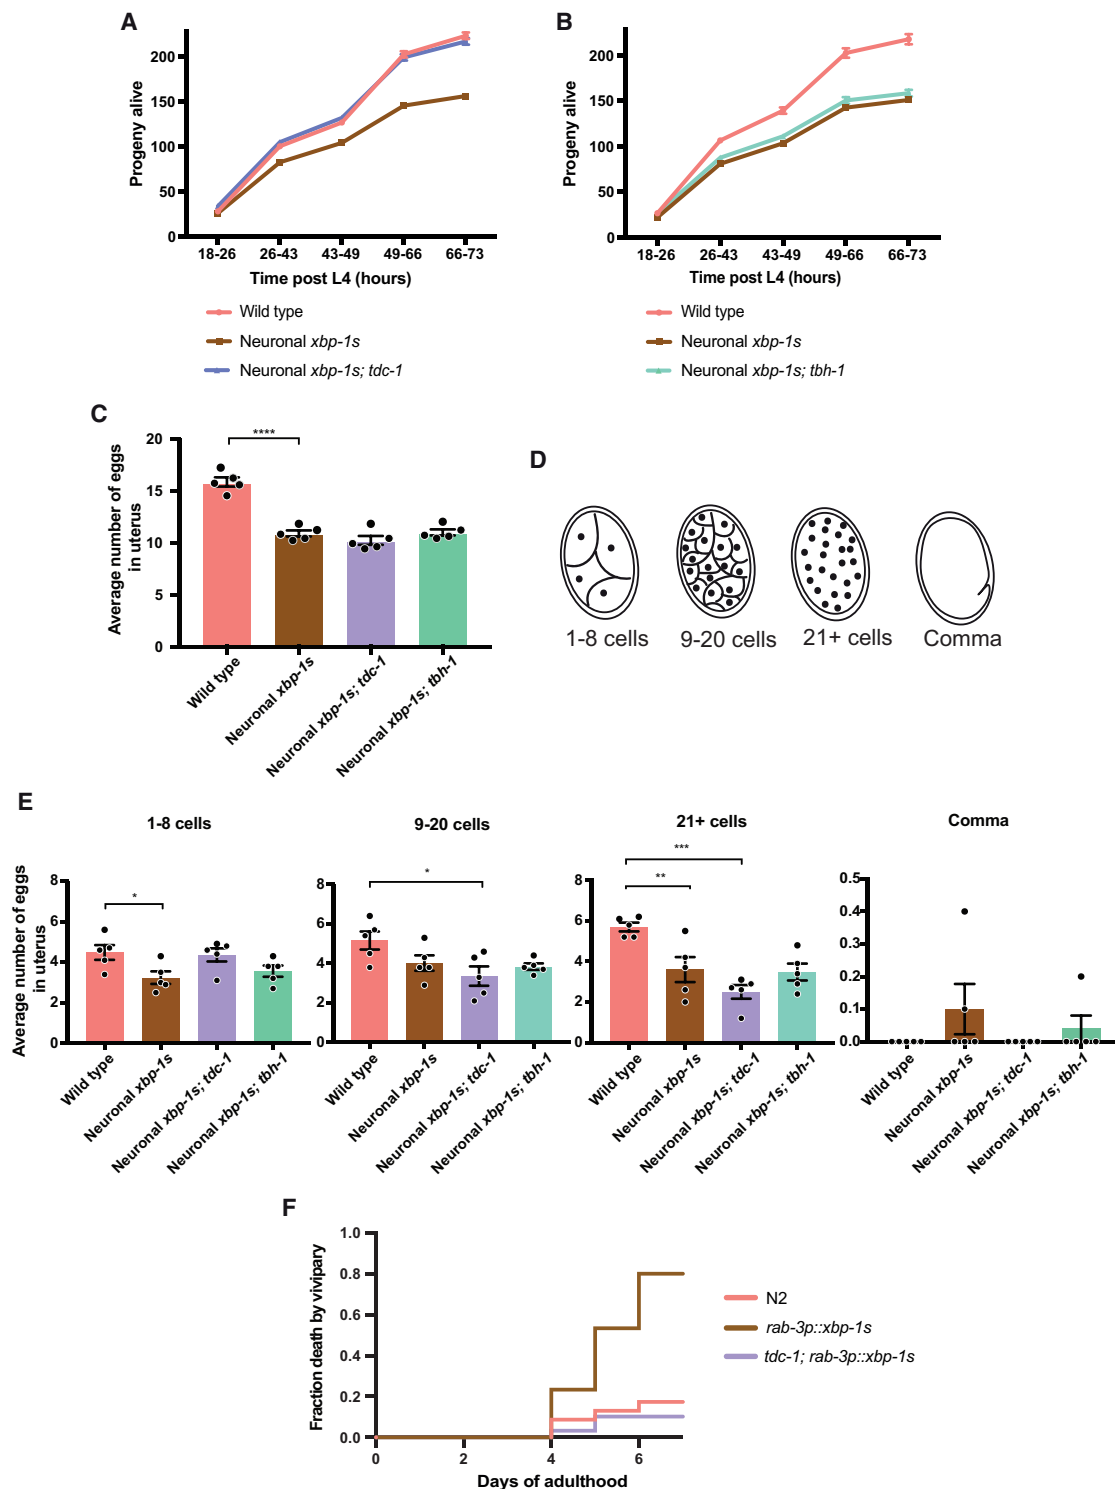 A
Progeny alive
200
150
100
50
0
18-26
26-43
43-49
49-66
66-73
Time post L4 (hours)
Wild type
Neuronal xbp-1s
Neuronal xbp-1s; tdc-1
B
Progeny alive
200
150
100
50
0
18-26
26-43
43-49
49-66
66-73
Time post L4 (hours)
Wild type
Neuronal xbp-1s
Neuronal xbp-1s; tbh-1
C
Average number of eggs
in uterus
20
15
10
5
0
****
Wild type
Neuronal xbp-1s
Neuronal xbp-1s; tdc-1
Neuronal xbp-1s; tbh-1
D
1-8 cells
9-20 cells
21+ cells
Comma
E
Average number of eggs
in uterus
1-8 cells
8
6
4
2
0
*
Wild type
Neuronal xbp-1s
Neuronal xbp-1s; tdc-1
Neuronal xbp-1s; tbh-1
9-20 cells
8
6
4
2
0
*
Wild type
Neuronal xbp-1s
Neuronal xbp-1s; tdc-1
Neuronal xbp-1s; tbh-1
21+ cells
8
6
4
2
0
***
**
Wild type
Neuronal xbp-1s
Neuronal xbp-1s; tdc-1
Neuronal xbp-1s; tbh-1
Comma
0.5
0.4
0.3
0.2
0.1
0.0
Wild type
Neuronal xbp-1s
Neuronal xbp-1s; tdc-1
Neuronal xbp-1s; tbh-1
F
Fraction death by vivipary
1.0
0.8
0.6
0.4
0.2
0.0
0
2
4
6
Days of adulthood
N2
rab-3p::xbp-1s
tdc-1; rab-3p::xbp-1s